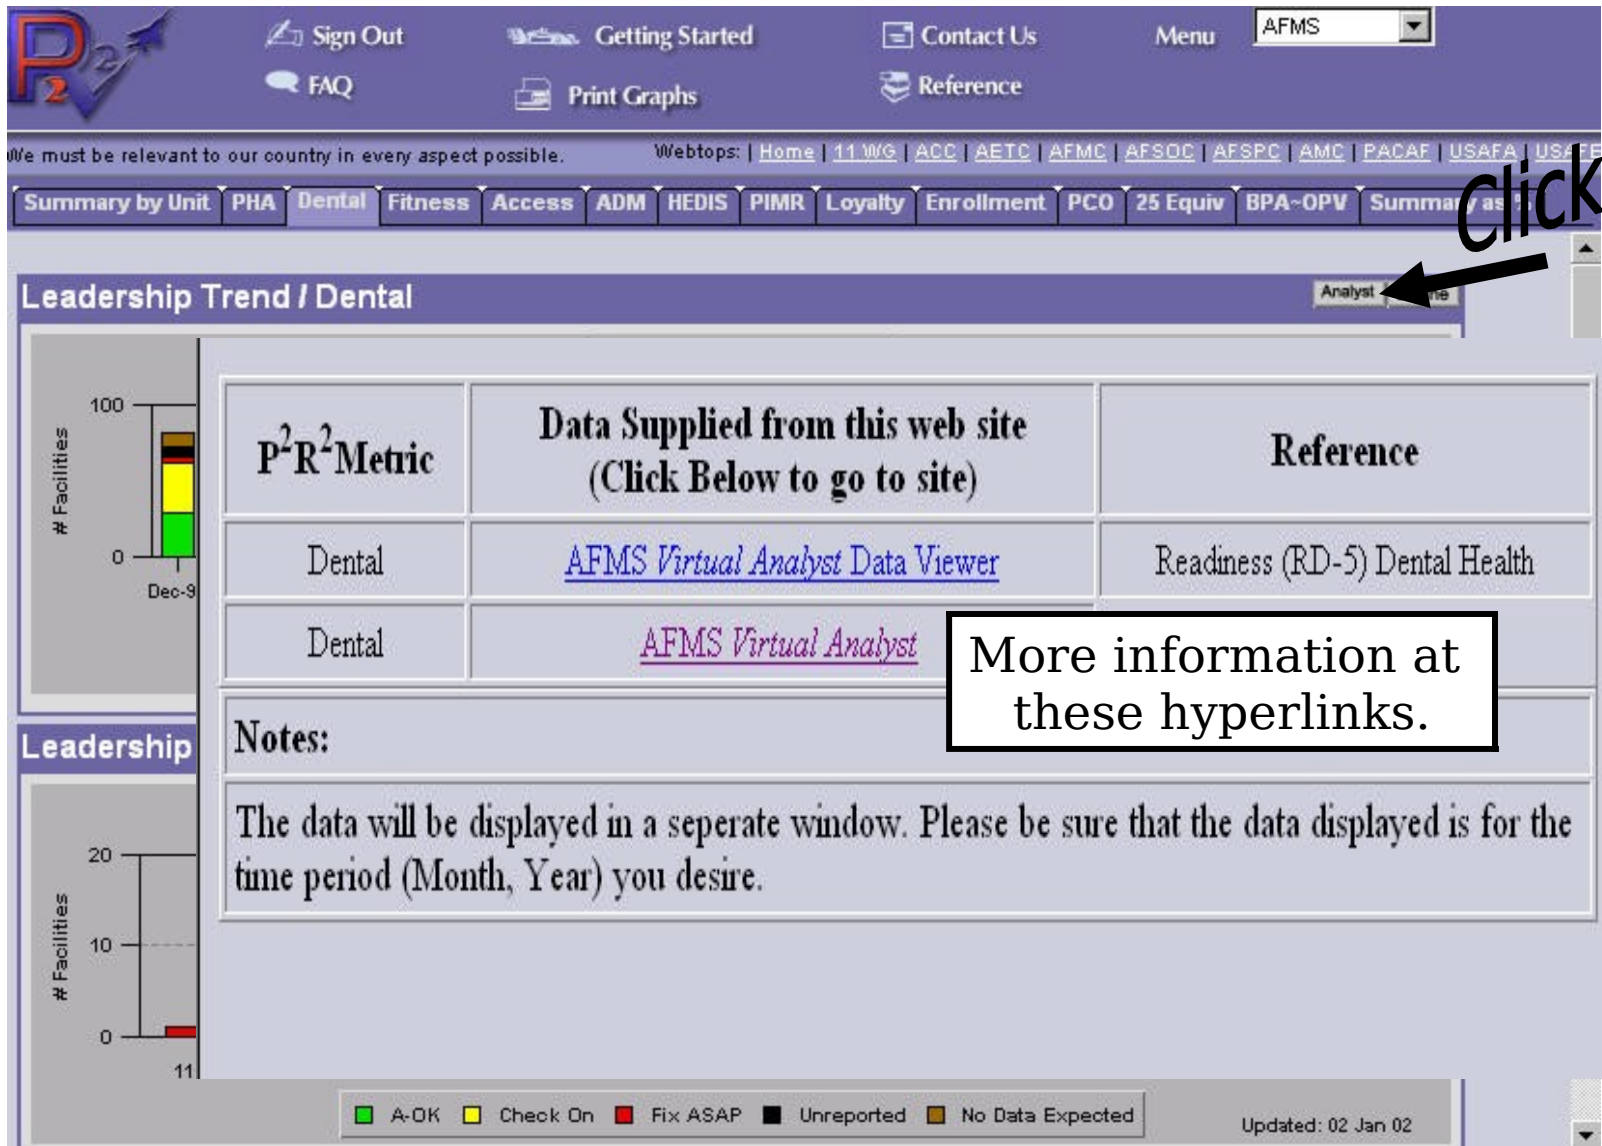 P2R2
Sign Out
Getting Started
Contact Us
Menu
AFMS
FAQ
Print Graphs
Reference
We must be relevant to our country in every aspect possible.
Webtops: | Home | 11 WG | ACC | AETC | AFMC | AFSOC | AFSPC | AMC | PACAF | USAFA | USAFE
Summary by Unit PHA Dental Fitness Access ADM HEDIS PIMR Loyalty Enrollment PCO 25 Equiv BPA~OPV Summary as %
Click
Leadership Trend / Dental
Analyst
100
# Facilities
0
Dec-9
P2R2Metric
Data Supplied from this web site
(Click Below to go to site)
Reference
Dental
AFMS Virtual Analyst Data Viewer
Readiness (RD-5) Dental Health
Dental
AFMS Virtual Analyst
More information at
these hyperlinks.
Notes:
The data will be displayed in a seperate window. Please be sure that the data displayed is for the
time period (Month, Year) you desire.
Leadership
20
# Facilities
10
0
11
A-OK Check On Fix ASAP Unreported No Data Expected
Updated: 02 Jan 02